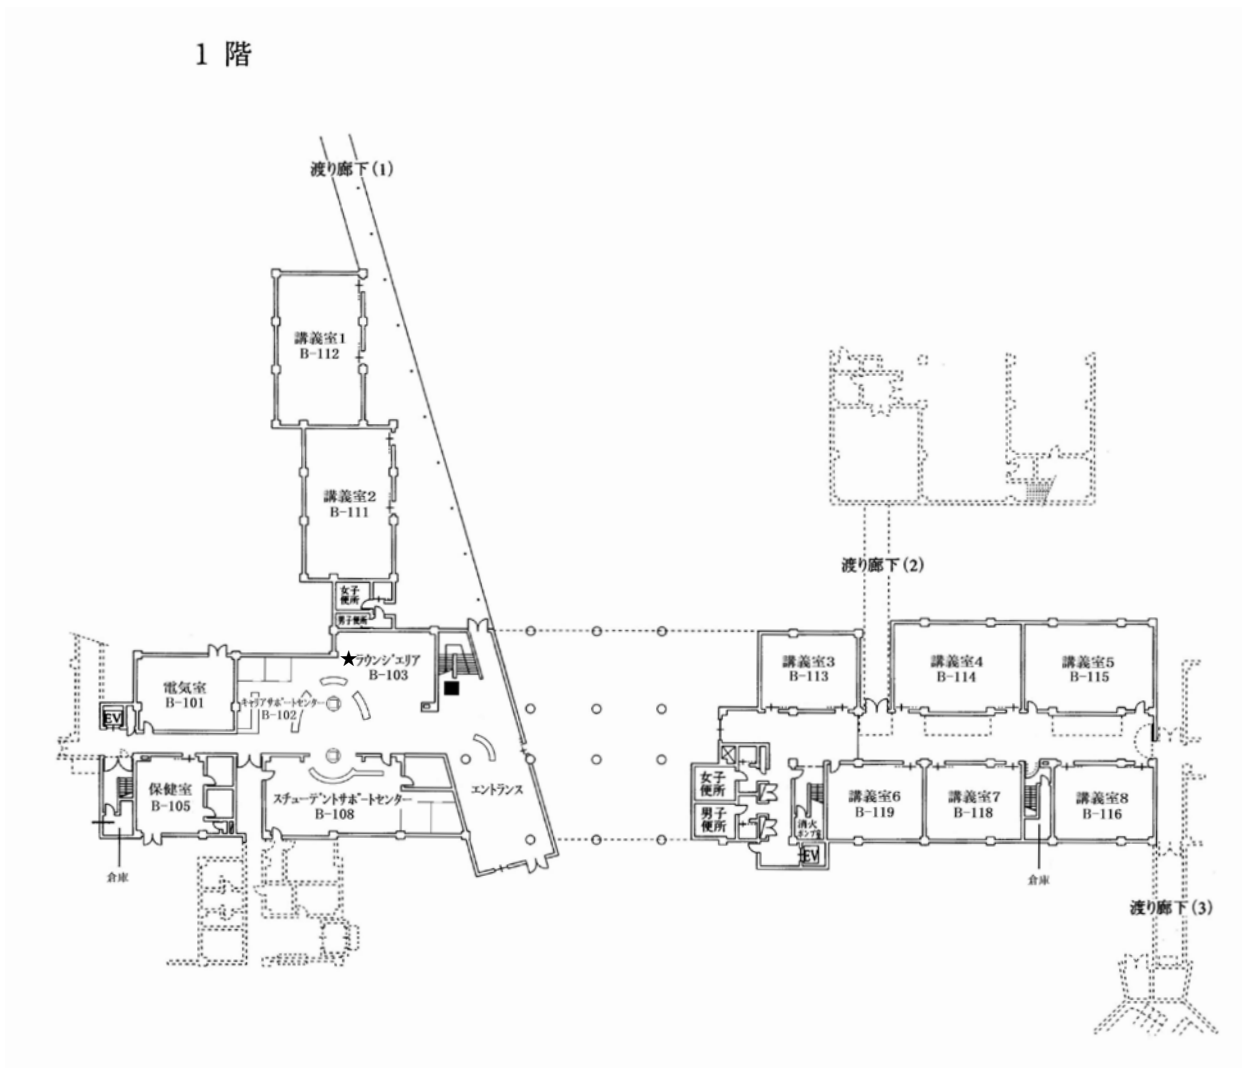 1 階
渡り廊下(1)
講義室1
B-112
講義室2
B-111
女子
便所
男子便所
渡り廊下(2)
★ラウンジエリア
B-103
電気室
B-101
キャリアサポートセンター
B-102
EV
保健室
B-105
スチューデントサポートセンター
B-108
エントランス
倉庫
講義室3
B-113
講義室4
B-114
講義室5
B-115
女子
便所
男子
便所
消火
ポンプ室
EV
講義室6
B-119
講義室7
B-118
講義室8
B-116
倉庫
渡り廊下(3)